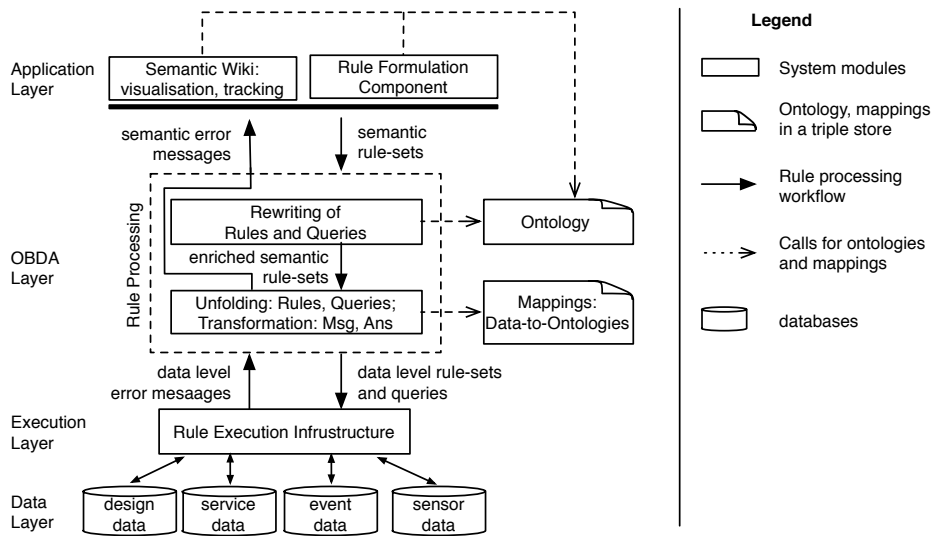 Legend
Application
Layer
Semantic Wiki:
visualisation, tracking
Rule Formulation
Component
semantic error
messages
semantic
rule-sets
OBDA
Layer
Rule Processing
Rewriting of
Rules and Queries
Ontology
enriched semantic
rule-sets
Unfolding: Rules, Queries;
Transformation: Msg, Ans
Mappings:
Data-to-Ontologies
data level
error mesaages
data level rule-sets
and queries
Execution
Layer
Rule Execution Infrustructure
Data
Layer
design
data
service
data
event
data
sensor
data
System modules
Ontology, mappings
in a triple store
Rule processing
workflow
Calls for ontologies
and mappings
databases